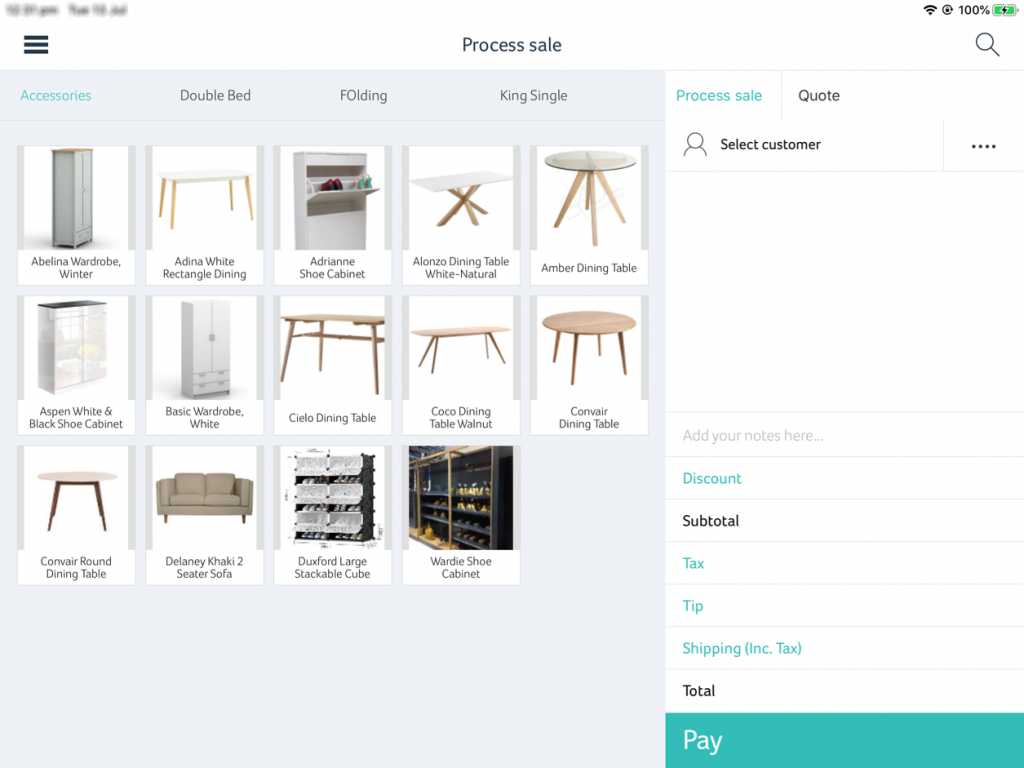 100%
Process sale
Accessories
Double Bed
FOlding
King Single
Process sale
Quote
Select customer
Abelina Wardrobe,
Winter
Adina White
Rectangle Dining
Adrianne
Shoe Cabinet
Alonzo Dining Table
White-Natural
Amber Dining Table
Aspen White &
Black Shoe Cabinet
Basic Wardrobe,
White
Cielo Dining Table
Coco Dining
Table Walnut
Convair
Dining Table
Convair Round
Dining Table
Delaney Khaki 2
Seater Sofa
Duxford Large
Stackable Cube
Wardie Shoe
Cabinet
Add your notes here...
Discount
Subtotal
Tax
Tip
Shipping (Inc. Tax)
Total
Pay